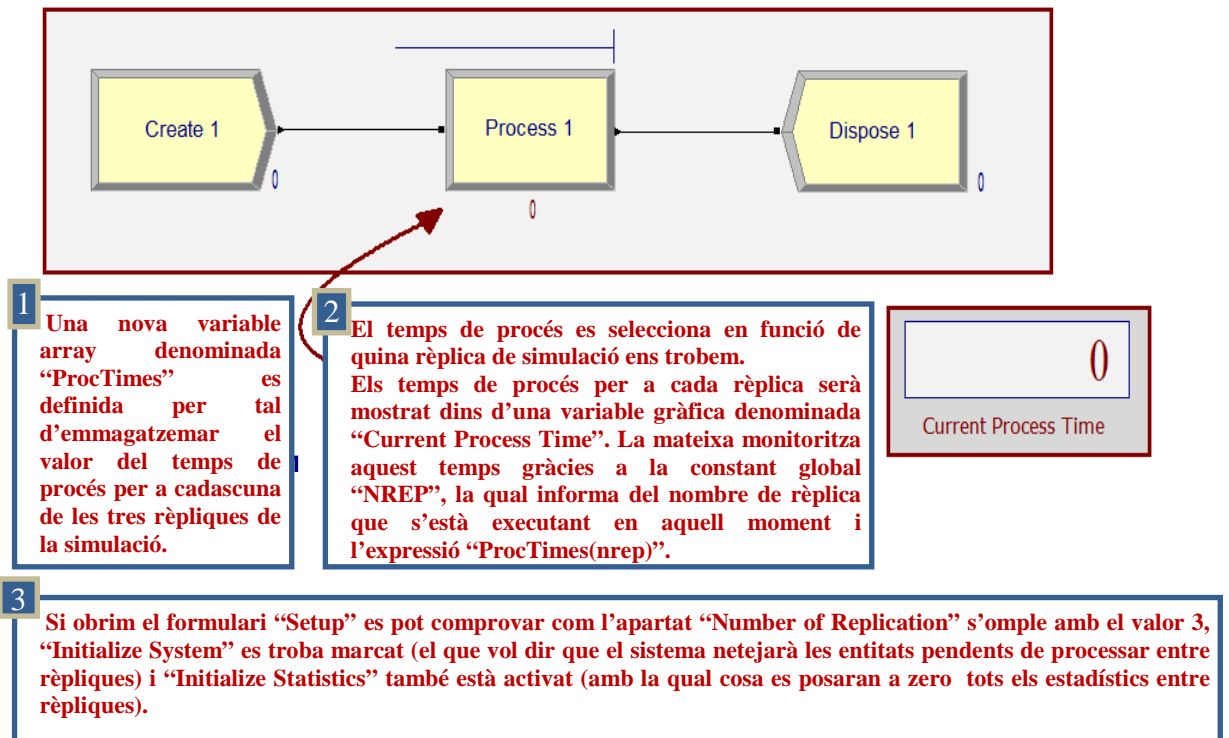 Create 1
Process 1
Dispose 1
0
0
0
1
Una nova variable
array denominada
“ProcTimes” es
definida per tal
d’emmagatzemar el
valor del temps de
procés per a cadascuna
de les tres rèpliques de
la simulació.
2
El temps de procés es selecciona en funció de
quina rèplica de simulació ens trobem.
Els temps de procés per a cada rèplica serà
mostrat dins d’una variable gràfica denominada
“Current Process Time”. La mateixa monitoritza
aquest temps gràcies a la constant global
“NREP”, la qual informa del nombre de rèplica
que s’està executant en aquell moment i
l’expressió “ProcTimes(nrep)”.
0
Current Process Time
3
Si obrim el formulari “Setup” es pot comprovar com l’apartat “Number of Replication” s’omple amb el valor 3,
“Initialize System” es troba marcat (el que vol dir que el sistema netejarà les entitats pendents de processar entre
rèpliques) i “Initialize Statistics” també està activat (amb la qual cosa es posaran a zero tots els estadístics entre
rèpliques).